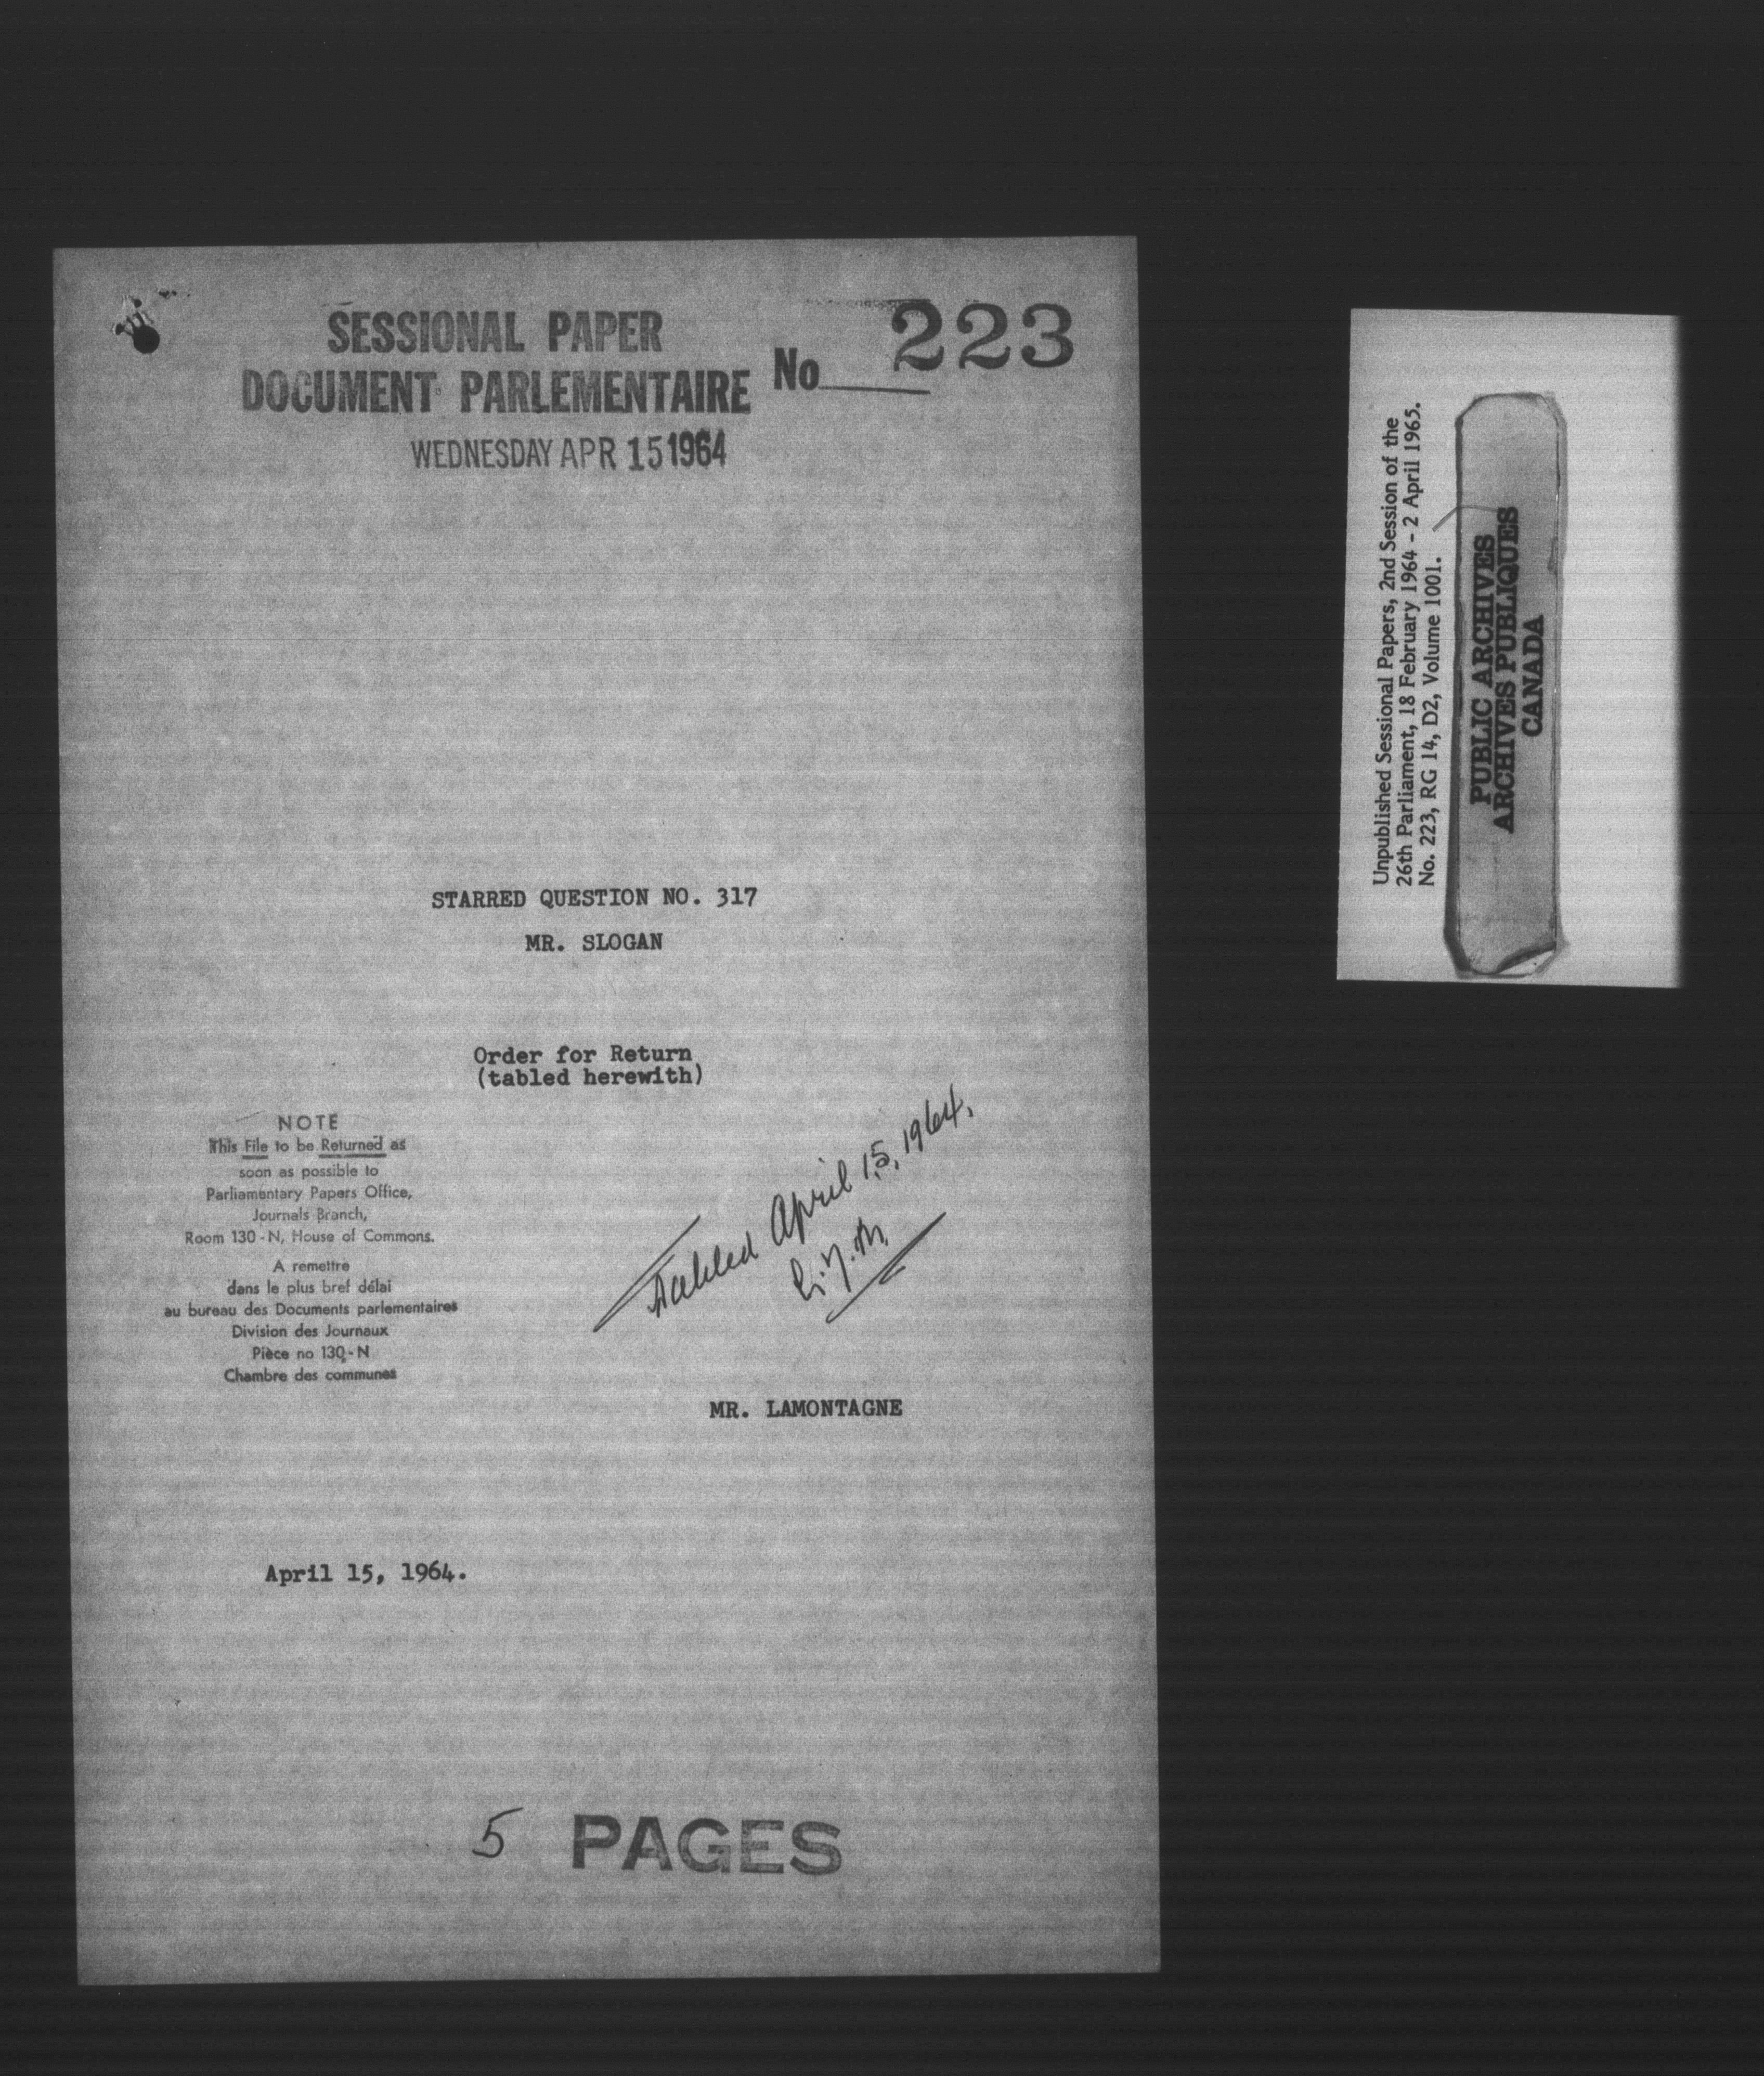 SESSIONAL PAPER
DOCUMENT PARLEMENTAIRE
No 223
WEDNESDAY APR 15 1964
STARRED QUESTION NO. 317
MR. SLOGAN
Order for Return
(tabled herewith)
NOTE
This File to be Returned as
soon as possible to
Parliamentary Papers Office,
Journals Branch,
Room 130-N, House of Commons.
A remettre
dans le plus bref délai
au bureau des Documents parlementaires
Division des Journaux
Pièce no 130-N
Chambre des communes
Tabled April 15, 1964.
MR. LAMONTAGNE
April 15, 1964.
5 PAGES
Unpublished Sessional Papers, 2nd Session of the
26th Parliament, 18 February 1964 - 2 April 1965.
No. 223, RG 14, D2, Volume 1001.
PUBLIC ARCHIVES
ARCHIVES PUBLIQUES
CANADA